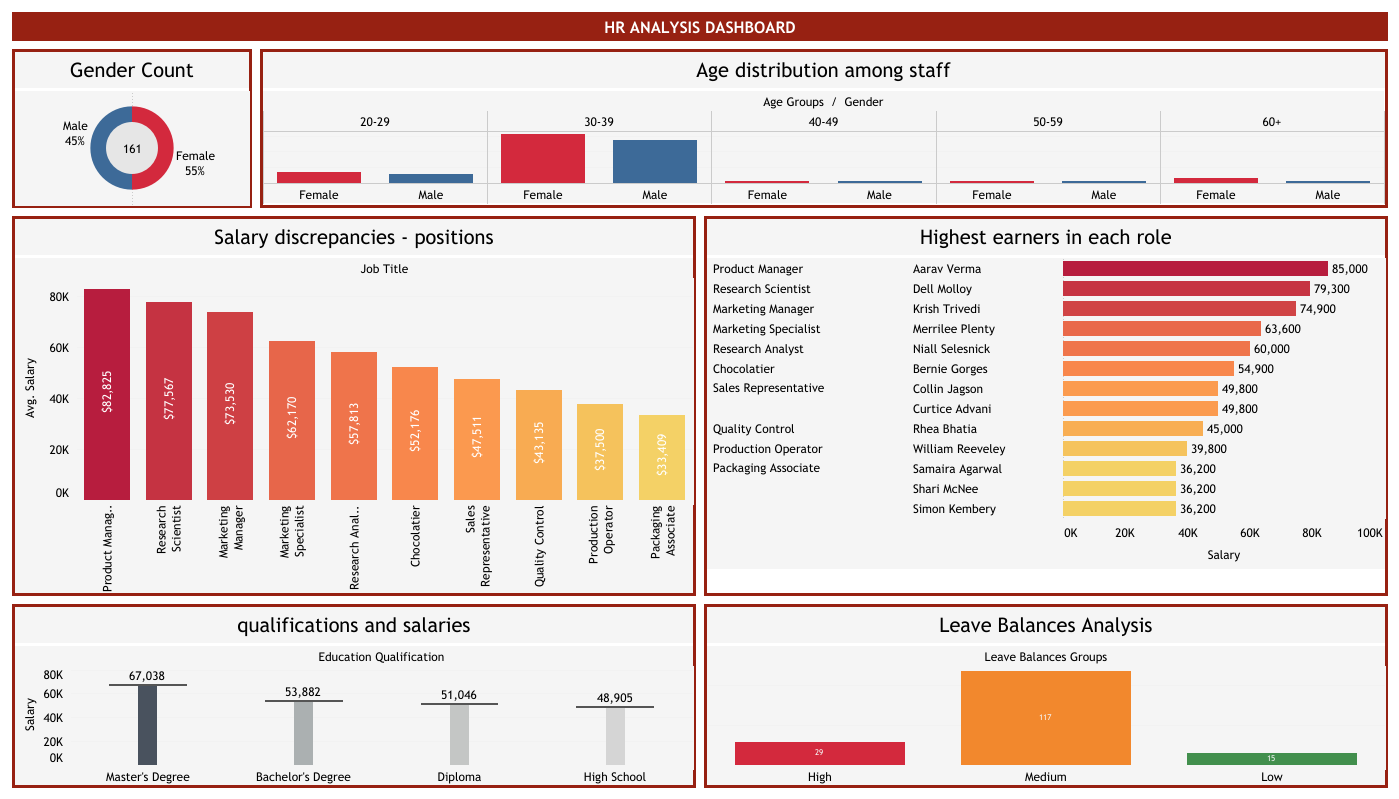 HR ANALYSIS DASHBOARD
Gender Count
Male
45%
161
Female
55%
Age distribution among staff
Age Groups / Gender
20-29 30-39 40-49 50-59 60+
Female Male Female Male Female Male Female Male Female Male
Salary discrepancies - positions
Job Title
Avg. Salary
80K
60K
40K
20K
0K
$82,825
$77,567
$73,530
$62,170
$57,813
$52,176
$47,511
$43,135
$37,500
$33,409
Product Manag..
Research
Scientist
Marketing
Manager
Marketing
Specialist
Research Anal..
Chocolatier
Sales
Representative
Quality Control
Production
Operator
Packaging
Associate
Highest earners in each role
Product Manager Aarav Verma 85,000
Research Scientist Dell Molloy 79,300
Marketing Manager Krish Trivedi 74,900
Marketing Specialist Merrilee Plenty 63,600
Research Analyst Niall Selesnick 60,000
Chocolatier Bernie Gorges 54,900
Sales Representative Collin Jagson 49,800
Curtice Advani 49,800
Quality Control Rhea Bhatia 45,000
Production Operator William Reeveley 39,800
Packaging Associate Samaira Agarwal 36,200
Shari McNee 36,200
Simon Kembery 36,200
0K 20K 40K 60K 80K 100K
Salary
qualifications and salaries
Education Qualification
Salary
80K
60K
40K
20K
0K
67,038
53,882
51,046
48,905
Master's Degree Bachelor's Degree Diploma High School
Leave Balances Analysis
Leave Balances Groups
29
117
15
High Medium Low